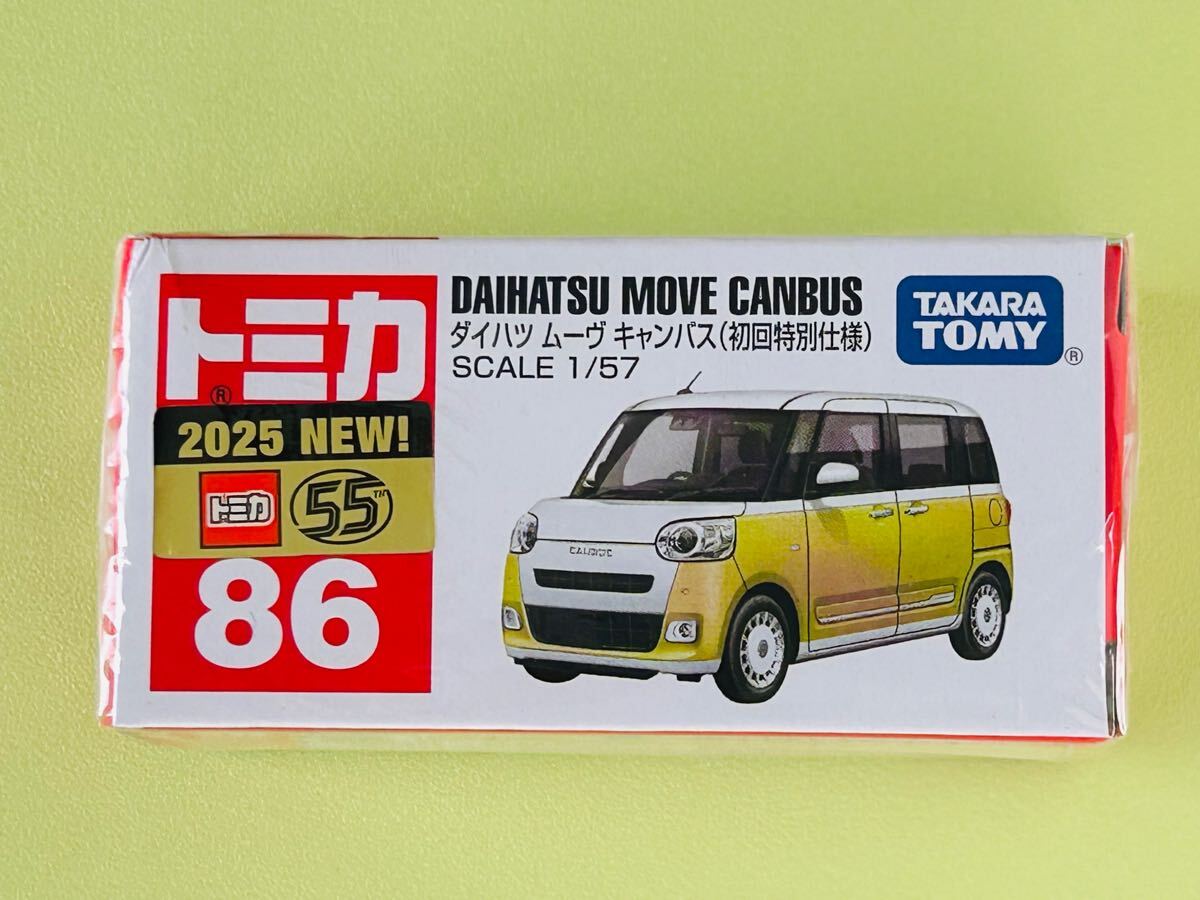 トミカ
®
2025 NEW!
トミカ
55TH
86
DAIHATSU MOVE CANBUS
ダイハツ ムーヴ キャンバス(初回特別仕様)
SCALE 1/57
TAKARA
TOMY
®